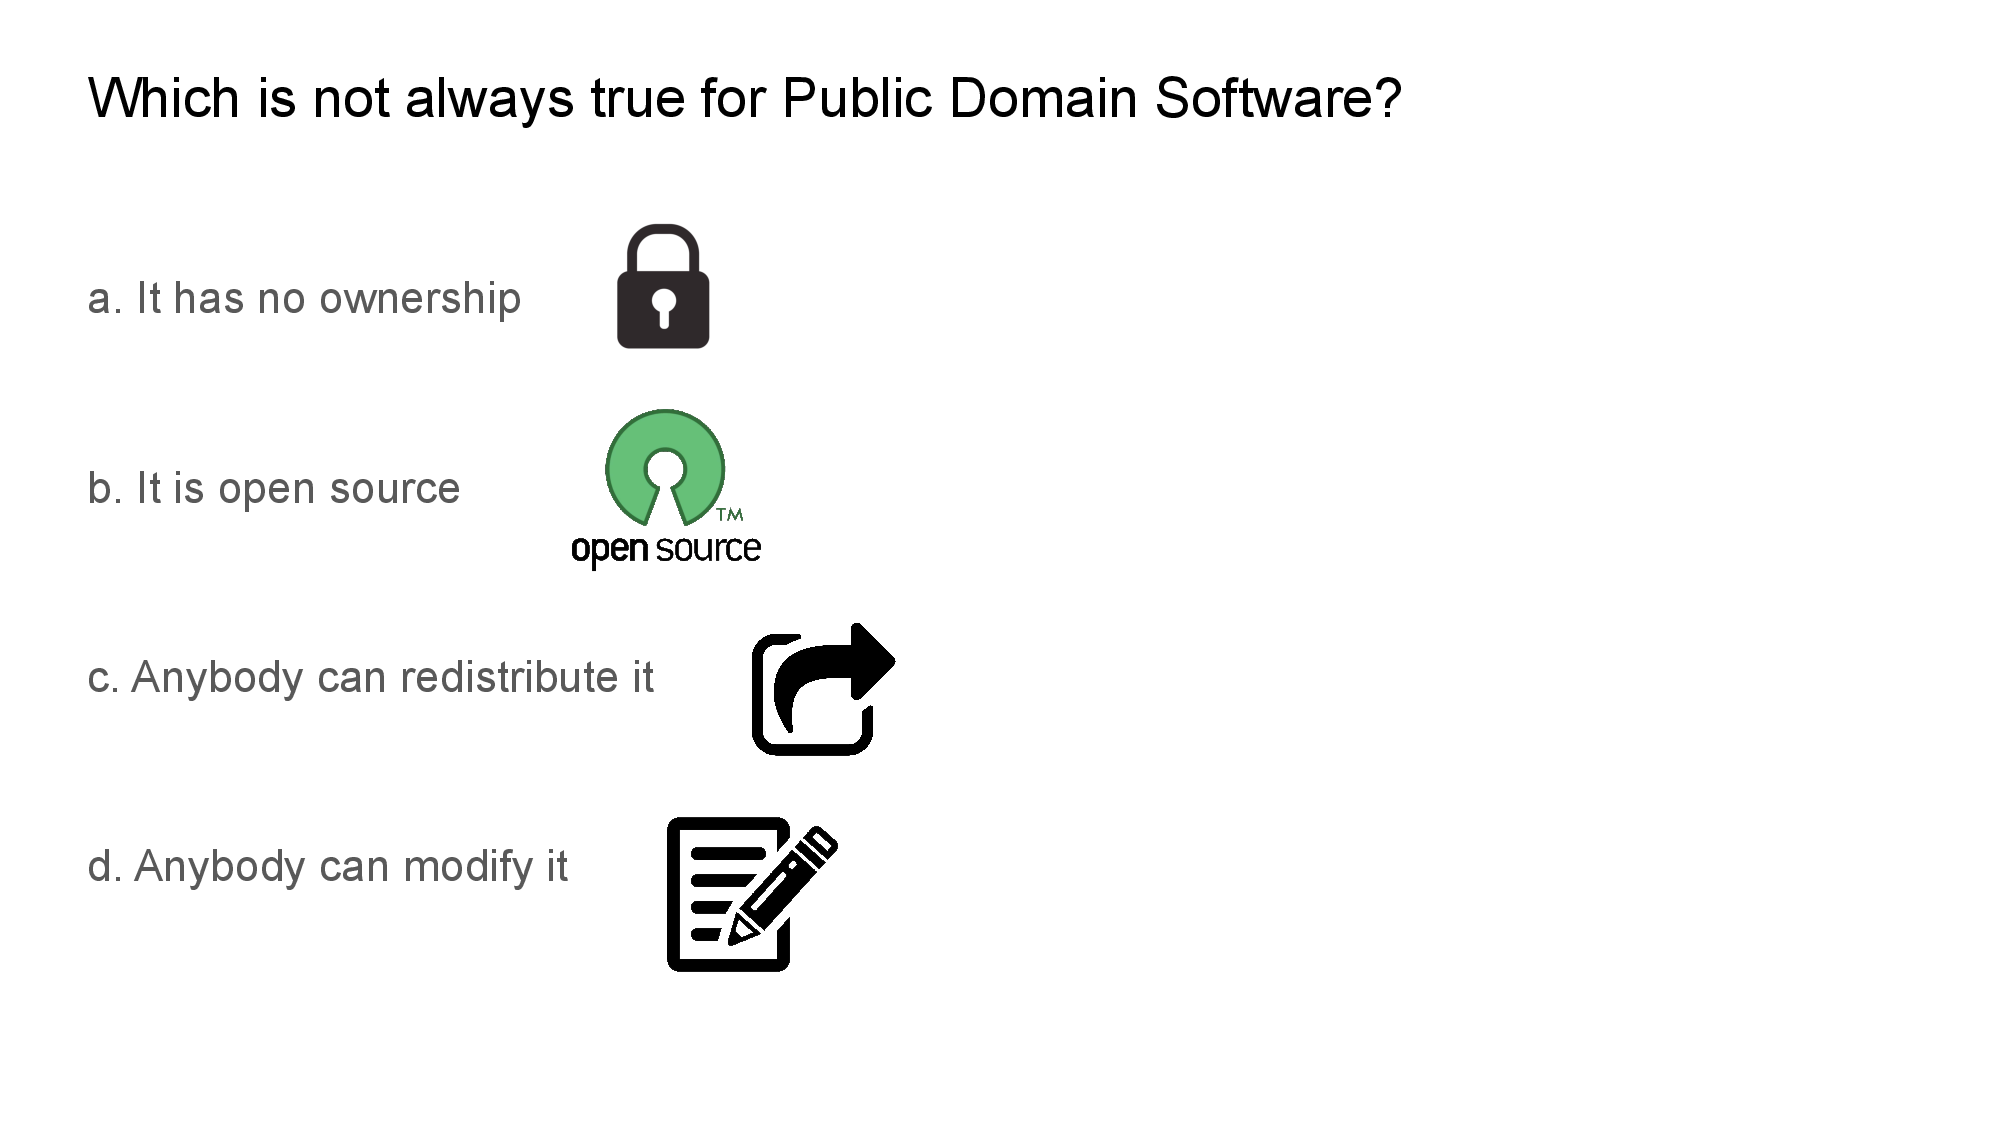 Which is not always true for Public Domain Software?
a. It has no ownership
b. It is open source
TM
open source
c. Anybody can redistribute it
d. Anybody can modify it